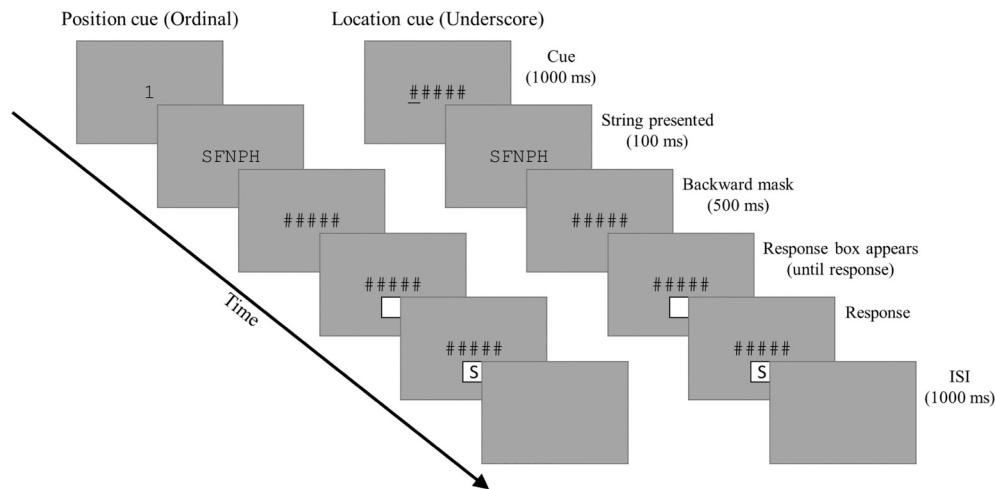 Position cue (Ordinal)
Location cue (Underscore)
1
#####
Cue
(1000 ms)
SFNPH
SFNPH
String presented
(100 ms)
#####
#####
Backward mask
(500 ms)
#####
#####
Response box appears
(until response)
Time
#####
#####
Response
S
S
ISI
(1000 ms)